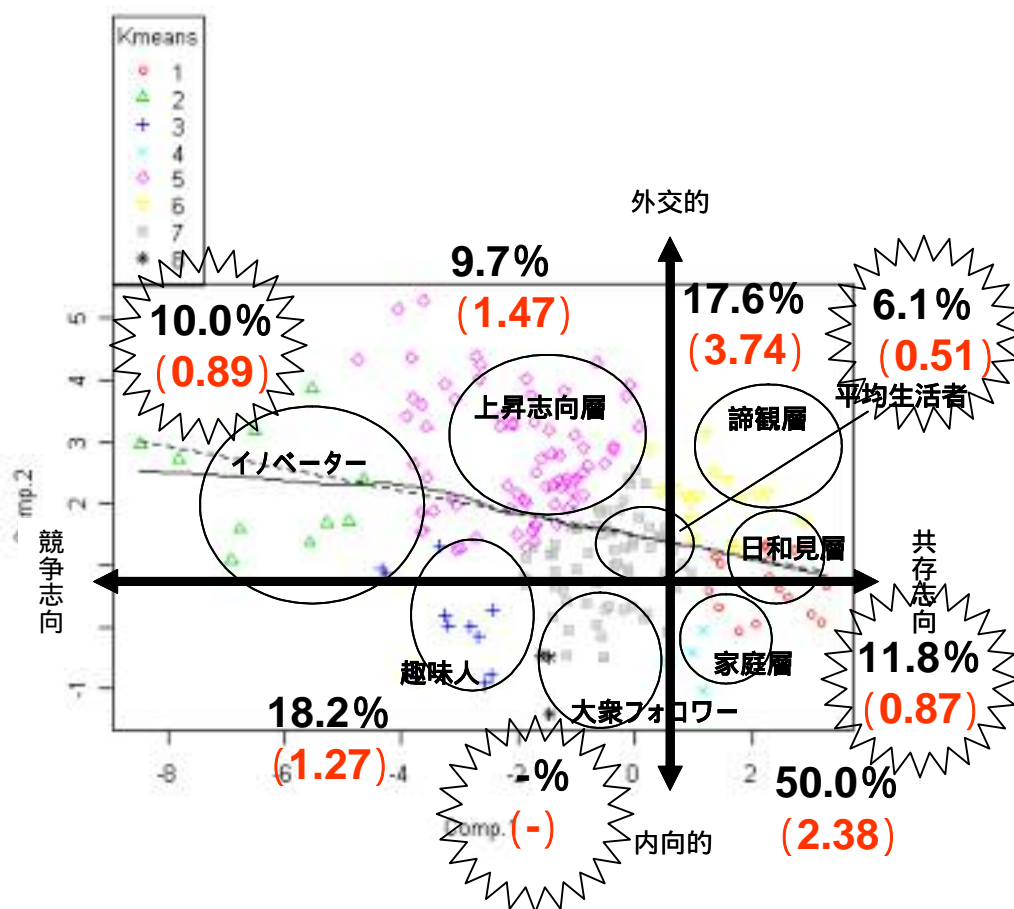 Kmeans
1
2
3
4
5
6
7
外交的
9.7%
(1.47)
10.0%
(0.89)
17.6%
(3.74)
6.1%
(0.51)
平均生活者
上昇志向層
諦観層
イノベーター
日和見層
競争志向
共存志向
家庭層
趣味人
大衆フォロワー
11.8%
(0.87)
18.2%
(1.27)
-%
(-)
50.0%
(2.38)
内向的
5
4
3
2
-1
mp.2
-8
-6
-4
-2
0
2
Comp.1